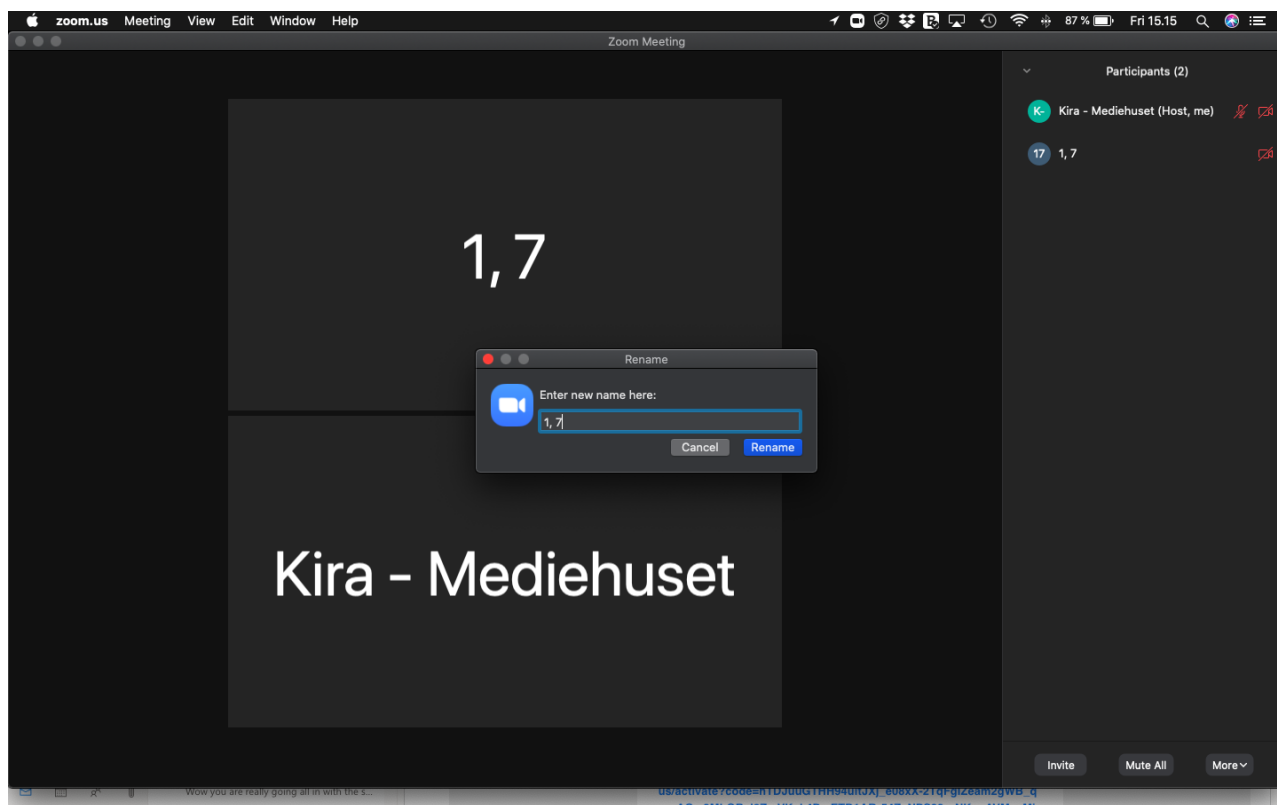 zoom.us Meeting View Edit Window Help 87 % Fri 15.15
Zoom Meeting
Participants (2)
K- Kira - Mediehuset (Host, me)
17 1, 7
1, 7
Rename
Enter new name here:
1, 7
Cancel Rename
Kira - Mediehuset
Invite Mute All More
Wow you are really going all in with the s...